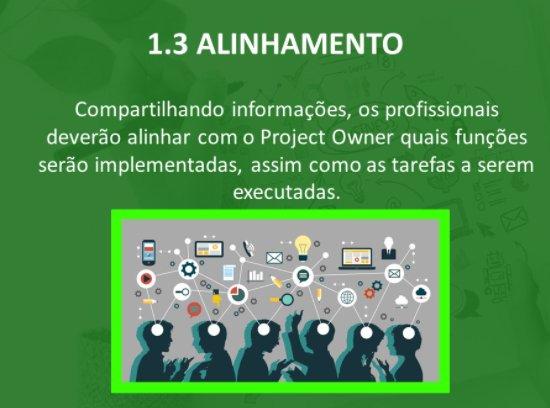 1.3 ALINHAMENTO
Compartilhando informações, os profissionais
deverão alinhar com o Project Owner quais funções
serão implementadas, assim como as tarefas a serem
executadas.